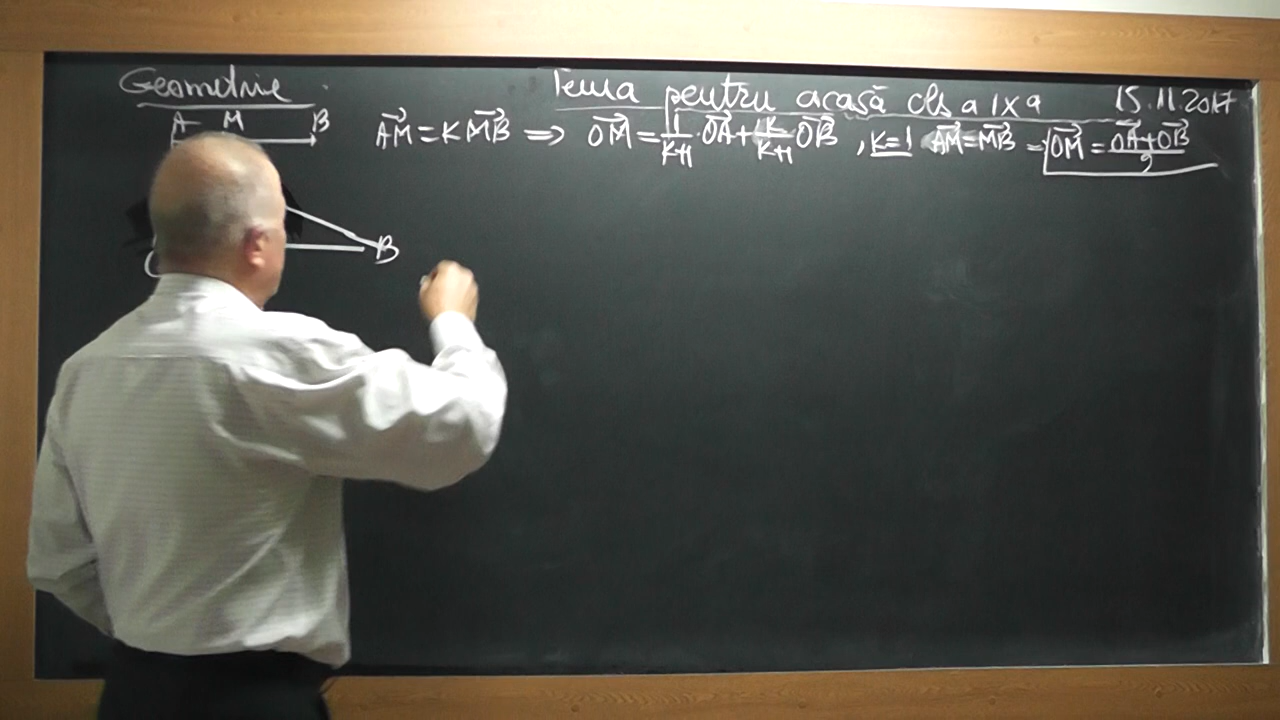 Geometrie Tema pentru acasă cls a IX a 15.11.2017
A M B
AM⃗ = K MB⃗ ⇒ OM⃗ = 1/(K+1) · OA⃗ + K/(K+1) OB⃗ , K=1 AM⃗ = MB⃗ ⇒ OM⃗ = (OA⃗ + OB⃗)/2
B